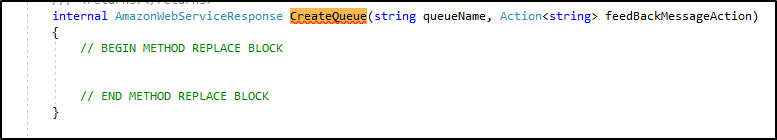 internal AmazonWebServiceResponse CreateQueue(string queueName, Action<string> feedBackMessageAction)
{
// BEGIN METHOD REPLACE BLOCK
// END METHOD REPLACE BLOCK
}